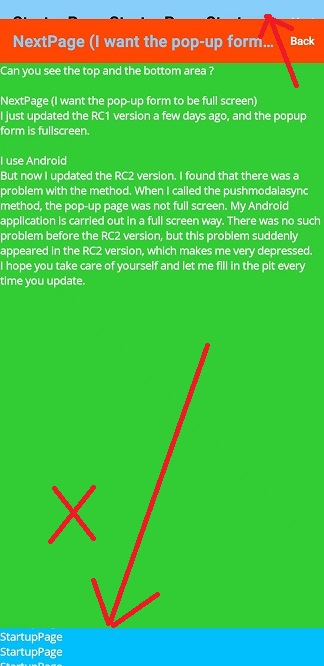 NextPage (I want the pop-up form... Back
Can you see the top and the bottom area ?
NextPage (I want the pop-up form to be full screen)
I just updated the RC1 version a few days ago, and the popup
form is fullscreen.
I use Android
But now I updated the RC2 version. I found that there was a
problem with the method. When I called the pushmodalasync
method, the pop-up page was not full screen. My Android
application is carried out in a full screen way. There was no such
problem before the RC2 version, but this problem suddenly
appeared in the RC2 version, which makes me very depressed.
I hope you take care of yourself and let me fill in the pit every
time you update.
StartupPage
StartupPage
StartupPage